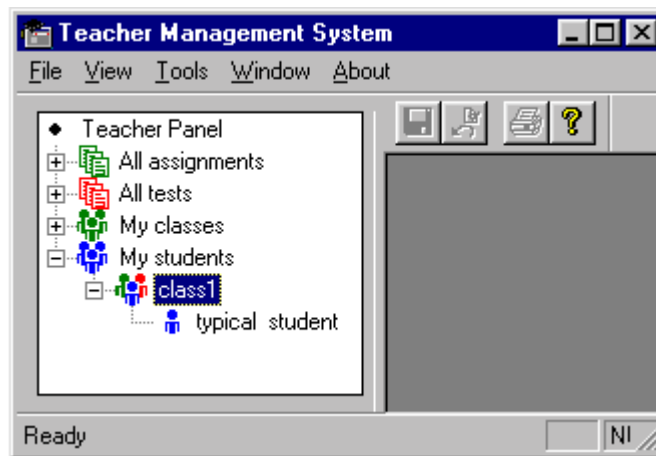 Teacher Management System
File View Tools Window About
Teacher Panel
All assignments
All tests
My classes
My students
class1
typical student
Ready